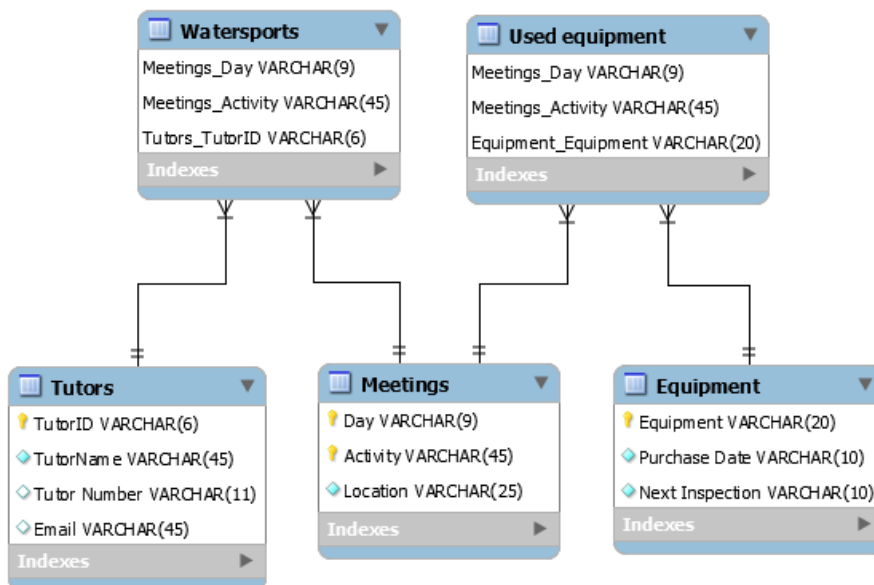 Watersports
Meetings_Day VARCHAR(9)
Meetings_Activity VARCHAR(45)
Tutors_TutorID VARCHAR(6)
Indexes
Used equipment
Meetings_Day VARCHAR(9)
Meetings_Activity VARCHAR(45)
Equipment_Equipment VARCHAR(20)
Indexes
Tutors
TutorID VARCHAR(6)
TutorName VARCHAR(45)
Tutor Number VARCHAR(11)
Email VARCHAR(45)
Indexes
Meetings
Day VARCHAR(9)
Activity VARCHAR(45)
Location VARCHAR(25)
Indexes
Equipment
Equipment VARCHAR(20)
Purchase Date VARCHAR(10)
Next Inspection VARCHAR(10)
Indexes